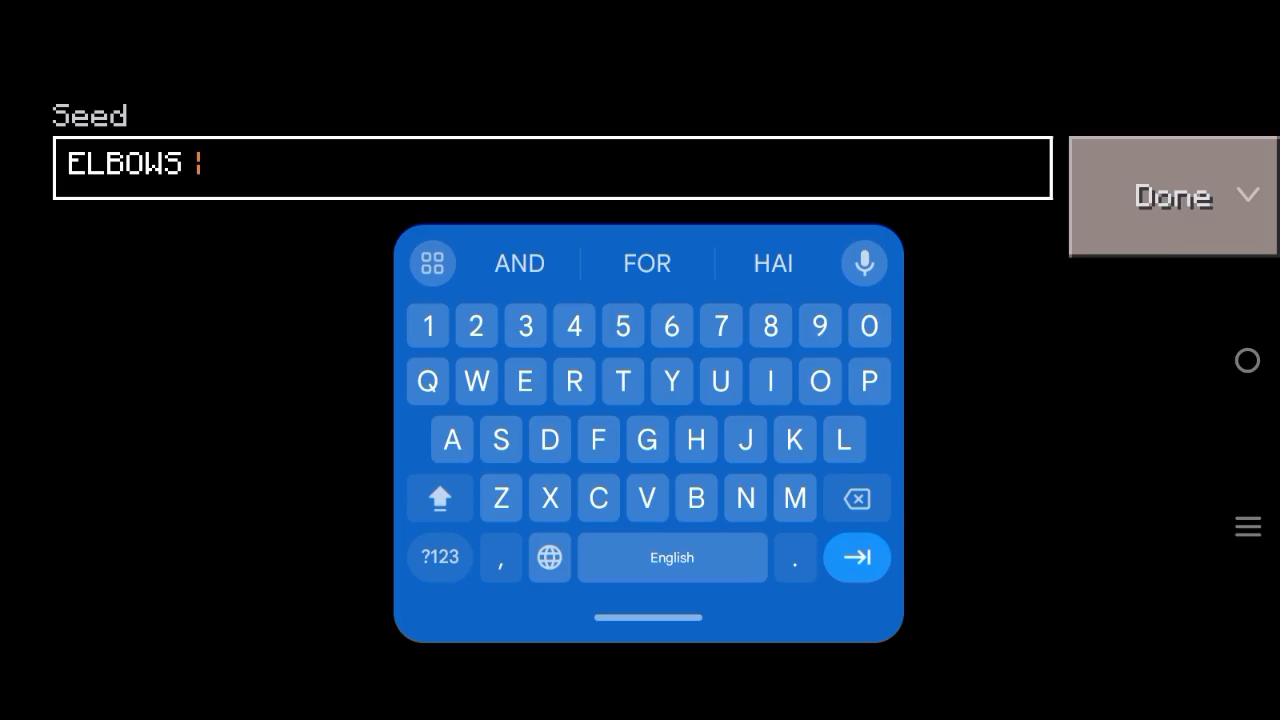 Seed
ELBOWS
Done
AND FOR HAI
1 2 3 4 5 6 7 8 9 0
Q W E R T Y U I O P
A S D F G H J K L
Z X C V B N M
?123 , English .